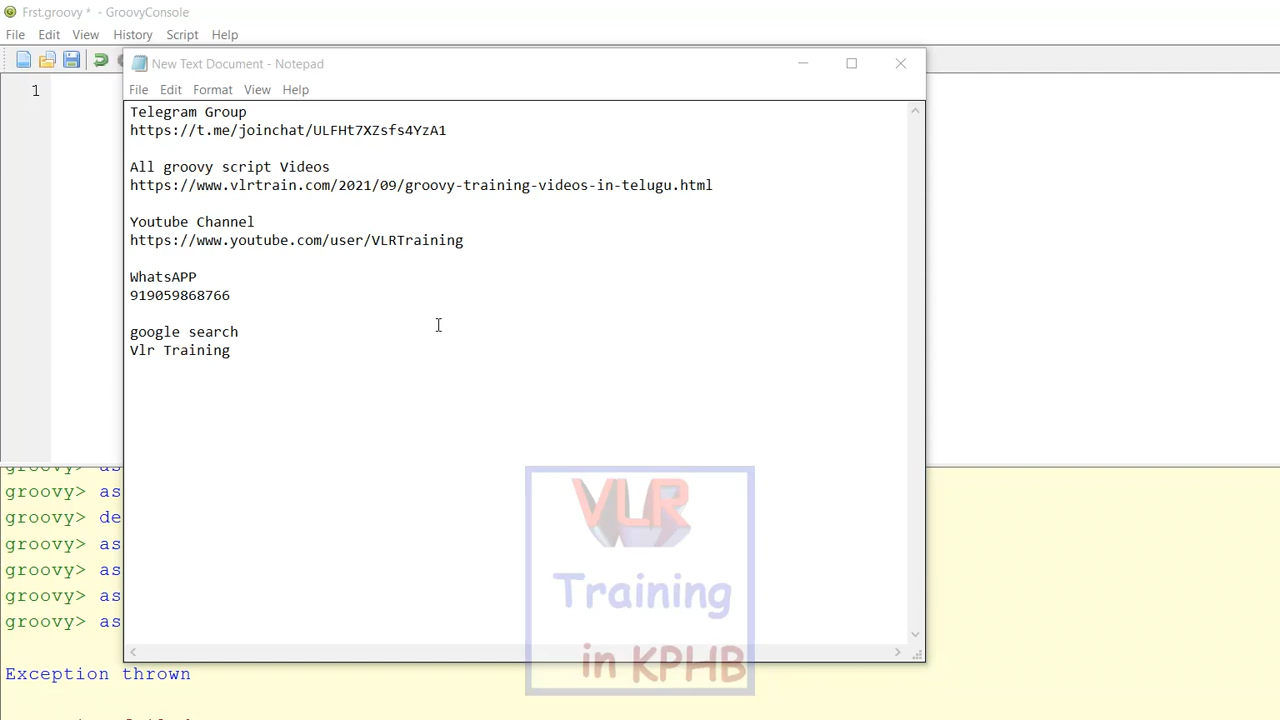 Frst.groovy * - GroovyConsole
File Edit View History Script Help
New Text Document - Notepad
1
File Edit Format View Help
Telegram Group
https://t.me/joinchat/ULFHt7XZsfs4YzA1
All groovy script Videos
https://www.vlrtrain.com/2021/09/groovy-training-videos-in-telugu.html
Youtube Channel
https://www.youtube.com/user/VLRTraining
WhatsAPP
919059868766
google search
Vlr Training
groovy> as
groovy> as
groovy> de
groovy> as
groovy> as
groovy> as
groovy> as
Exception thrown
VLR
Training
in KPHB